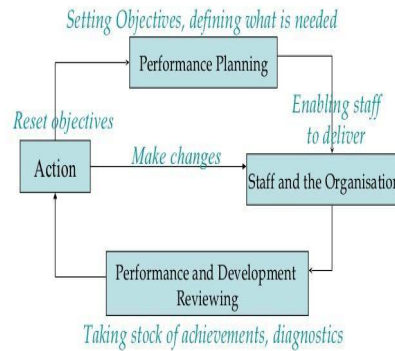 Setting Objectives, defining what is needed
Performance Planning
Enabling staff
to deliver
Reset objectives
Action
Make changes
Staff and the Organisation
Performance and Development
Reviewing
Taking stock of achievements, diagnostics